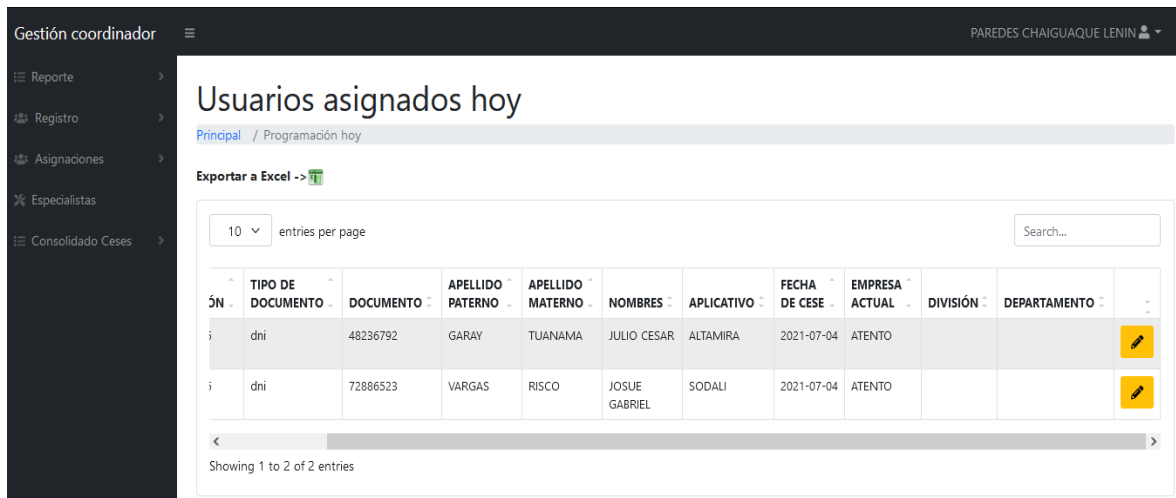 Gestión coordinador
PAREDES CHAIGUAQUE LENIN
Reporte
Registro
Asignaciones
Especialistas
Consolidado Ceses
Usuarios asignados hoy
Principal / Programación hoy
Exportar a Excel ->
10 entries per page
Search...
ÓN TIPO DE DOCUMENTO DOCUMENTO APELLIDO PATERNO APELLIDO MATERNO NOMBRES APLICATIVO FECHA DE CESE EMPRESA ACTUAL DIVISIÓN DEPARTAMENTO
dni 48236792 GARAY TUANAMA JULIO CESAR ALTAMIRA 2021-07-04 ATENTO
dni 72886523 VARGAS RISCO JOSUE GABRIEL SODALI 2021-07-04 ATENTO
Showing 1 to 2 of 2 entries